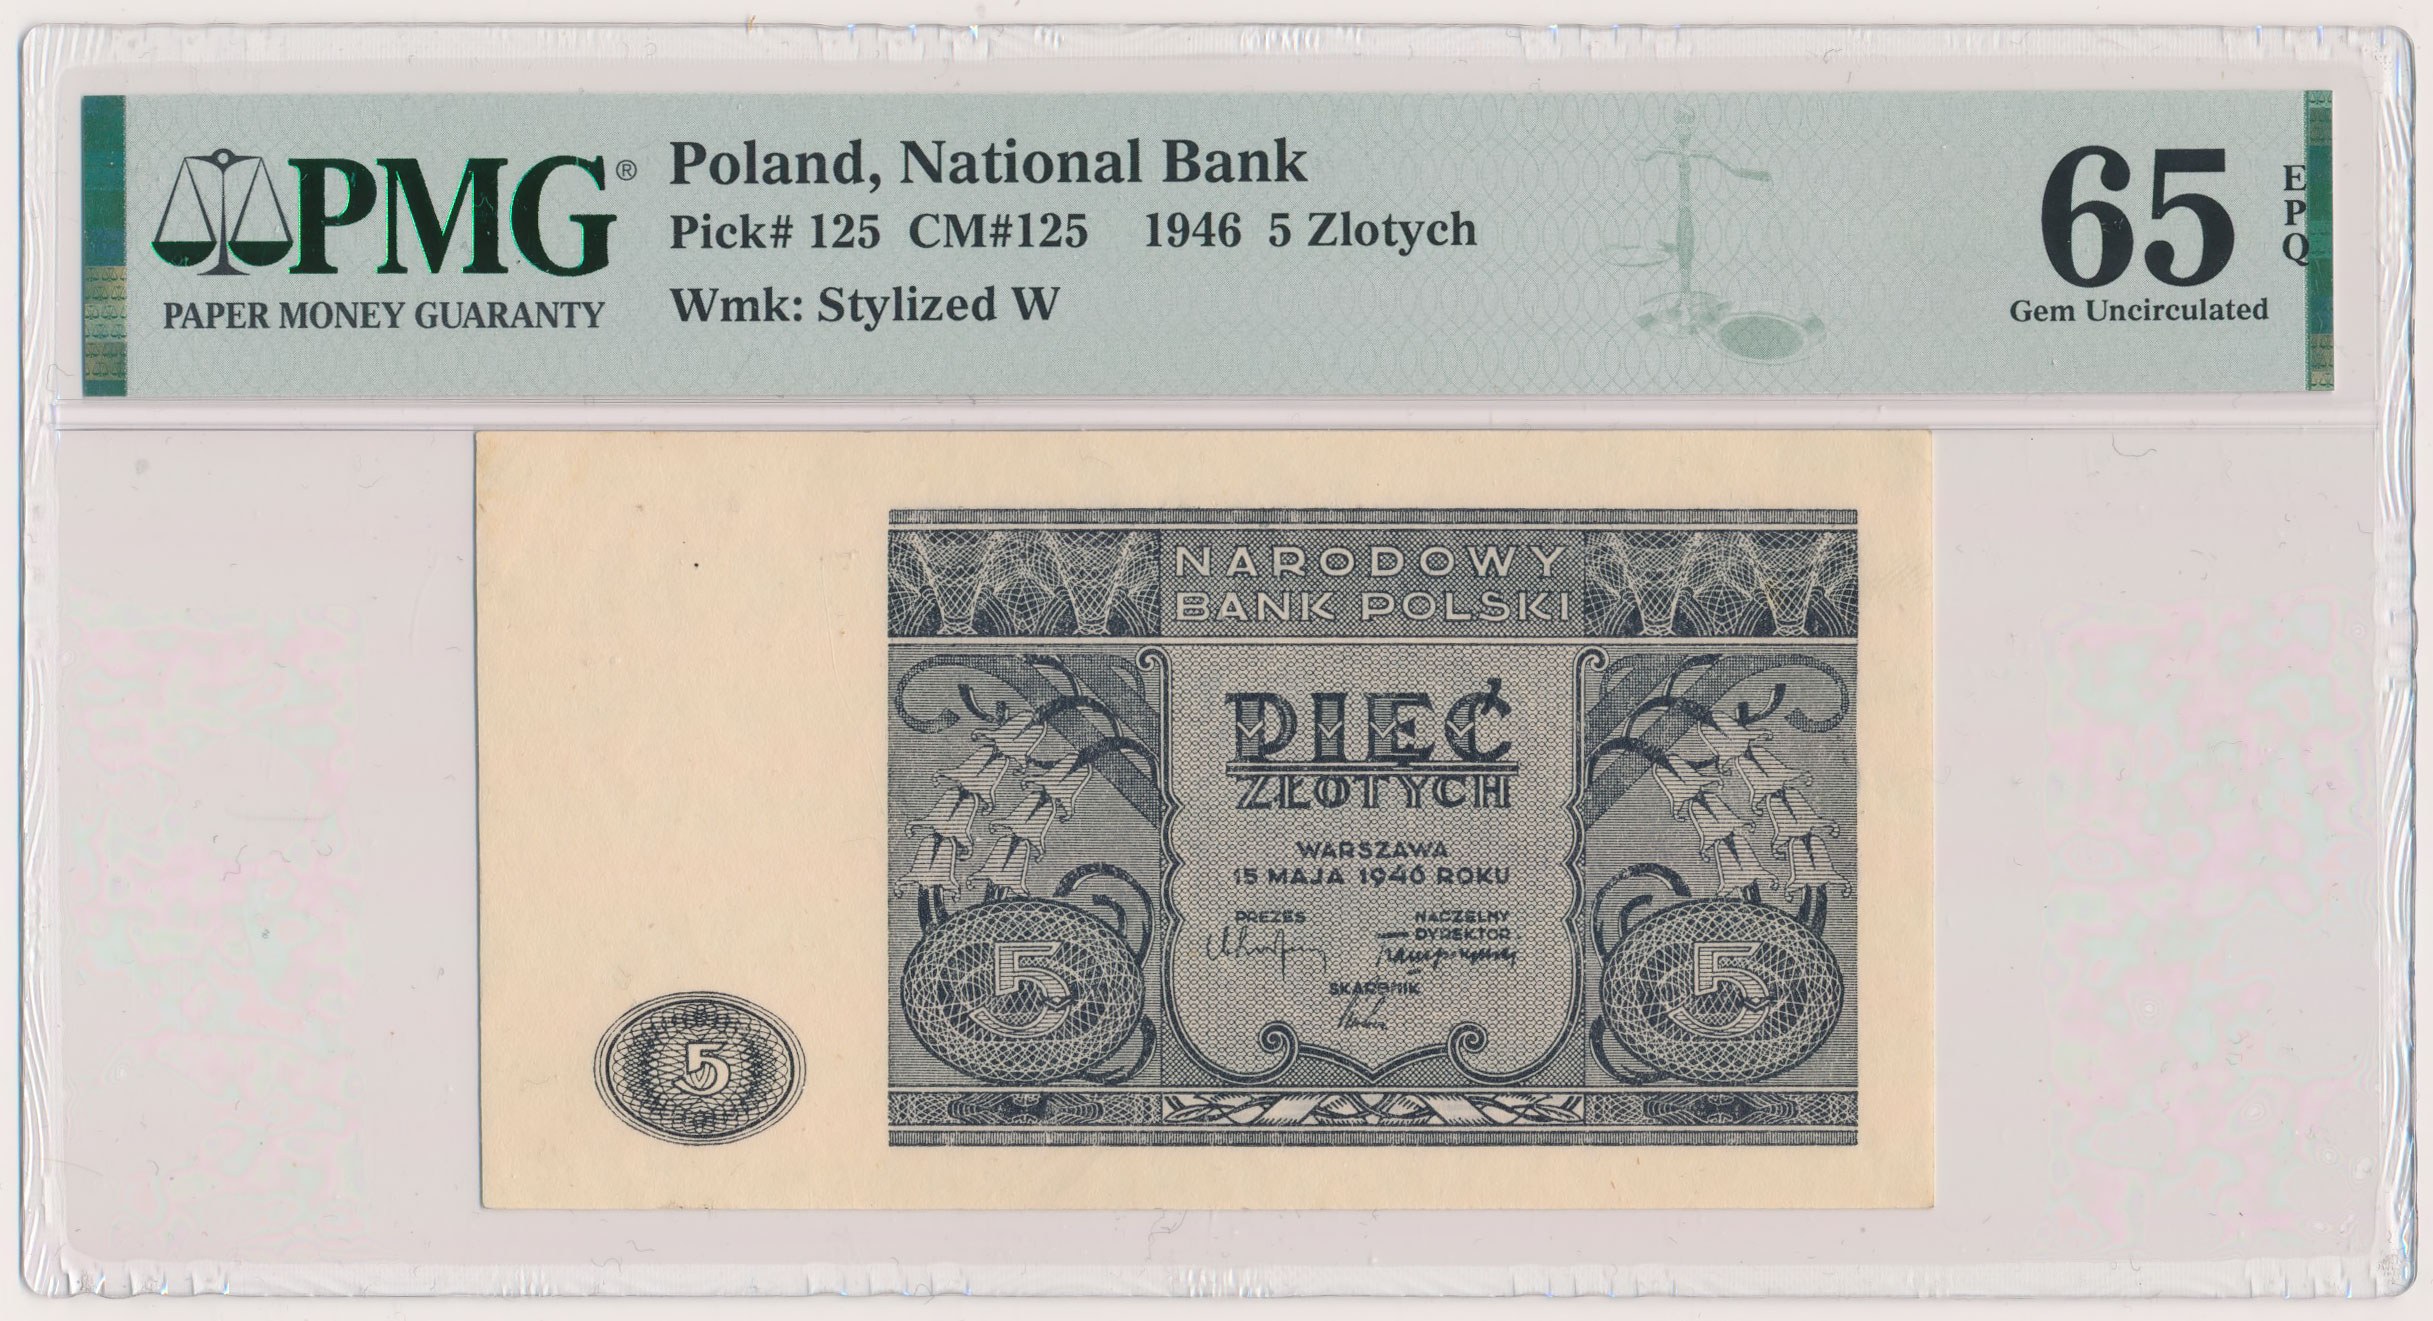 PMG®
PAPER MONEY GUARANTY
Poland, National Bank
Pick# 125 CM#125 1946 5 Zlotych
Wmk: Stylized W
65
EPQ
Gem Uncirculated
NARODOWY
BANK POLSKI
PIĘĆ
ZŁOTYCH
WARSZAWA
15 MAJA 1946 ROKU
PREZES
NACZELNY
DYREKTOR
SKARBNIK
5
5
5